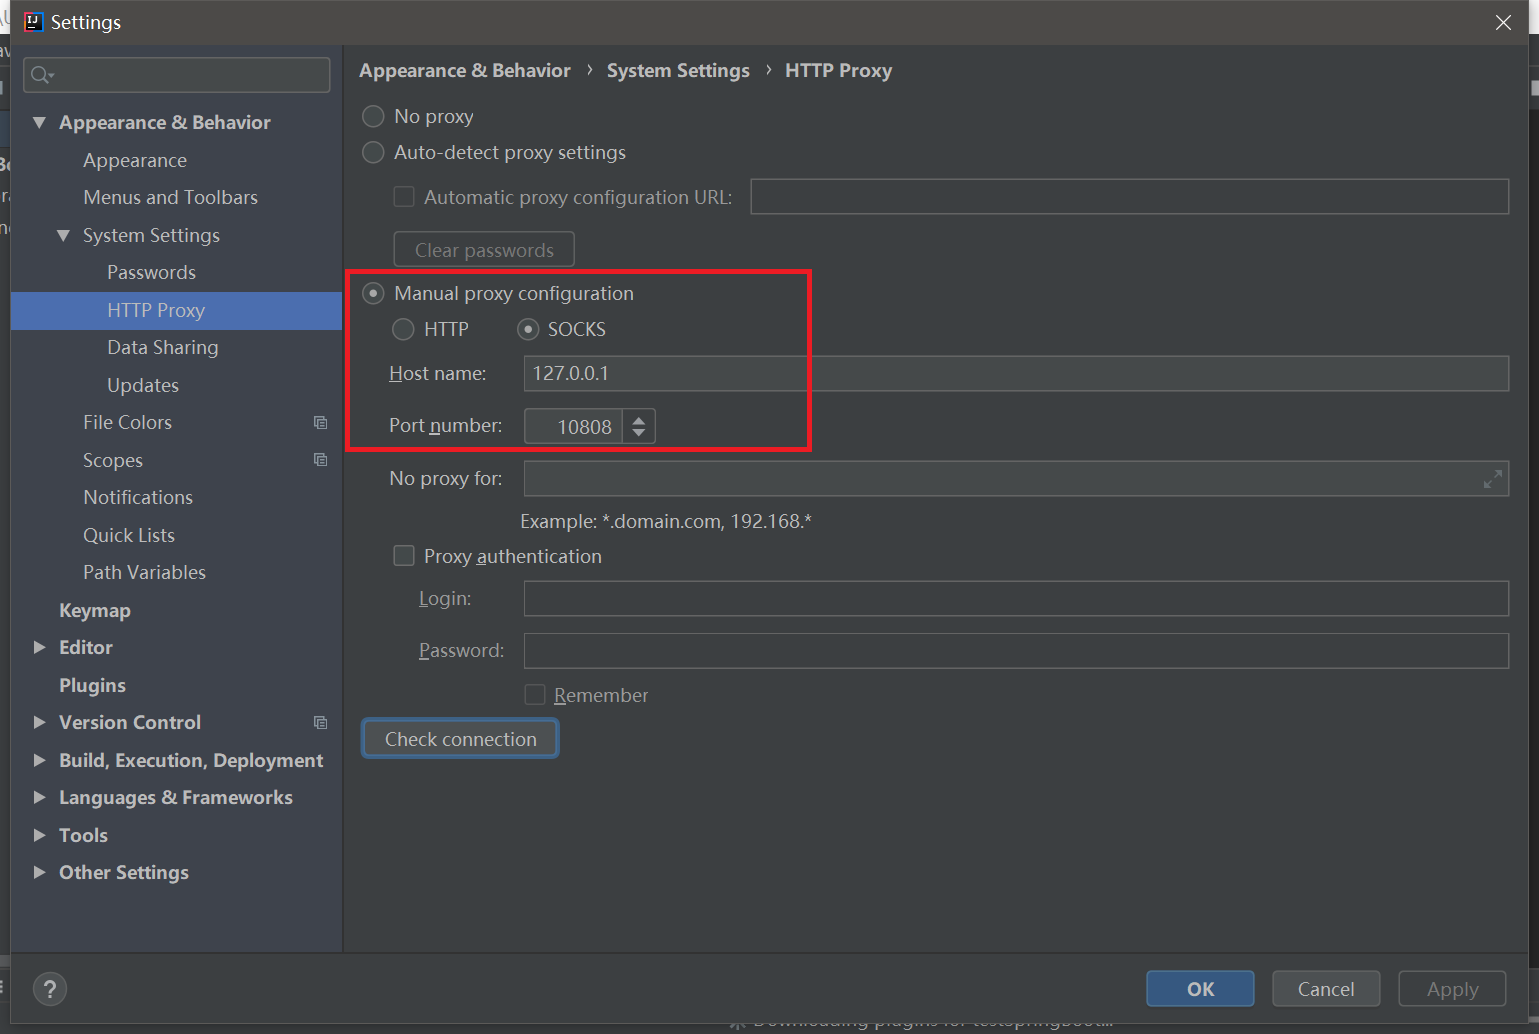 Settings
Appearance & Behavior › System Settings › HTTP Proxy
Appearance & Behavior
Appearance
Menus and Toolbars
System Settings
Passwords
HTTP Proxy
Data Sharing
Updates
File Colors
Scopes
Notifications
Quick Lists
Path Variables
Keymap
Editor
Plugins
Version Control
Build, Execution, Deployment
Languages & Frameworks
Tools
Other Settings
No proxy
Auto-detect proxy settings
Automatic proxy configuration URL:
Clear passwords
Manual proxy configuration
HTTP SOCKS
Host name: 127.0.0.1
Port number: 10808
No proxy for:
Example: *.domain.com, 192.168.*
Proxy authentication
Login:
Password:
Remember
Check connection
?
OK Cancel Apply
Downloading plugins for testspringboot...